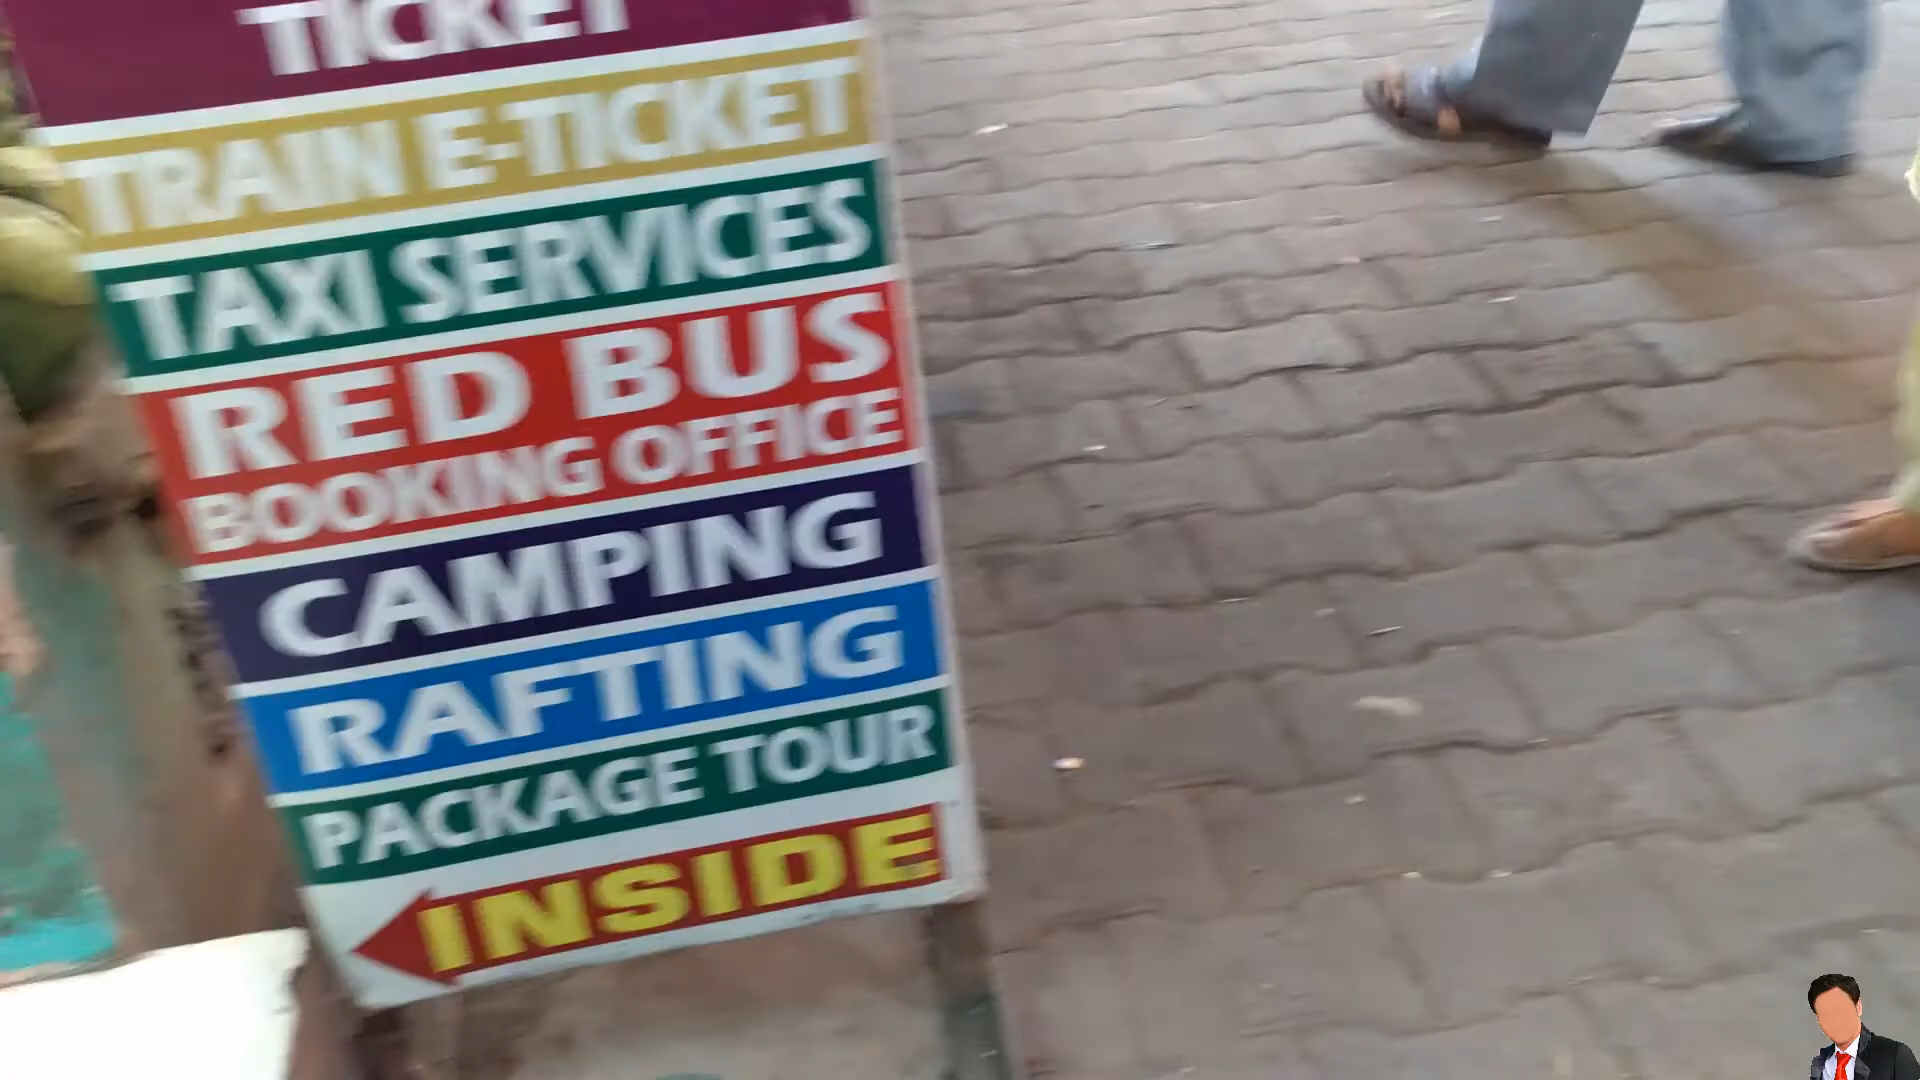 TICKET
TRAIN E-TICKET
TAXI SERVICES
RED BUS
BOOKING OFFICE
CAMPING
RAFTING
PACKAGE TOUR
INSIDE